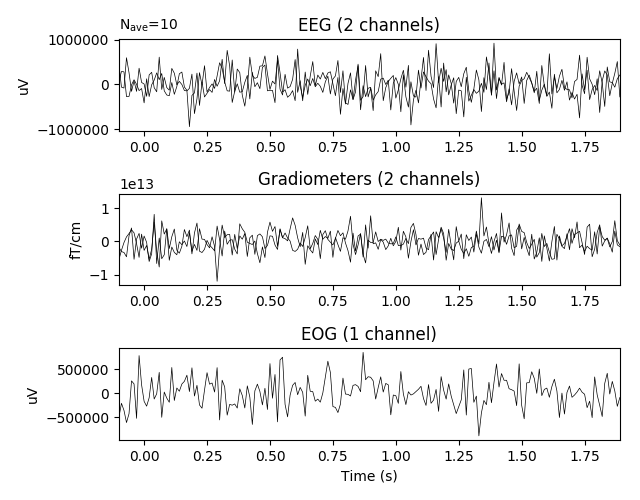 N_ave=10
EEG (2 channels)
1000000
0
−1000000
uV
0.00 0.25 0.50 0.75 1.00 1.25 1.50 1.75
1e13
Gradiometers (2 channels)
1
0
−1
fT/cm
0.00 0.25 0.50 0.75 1.00 1.25 1.50 1.75
EOG (1 channel)
500000
0
−500000
uV
0.00 0.25 0.50 0.75 1.00 1.25 1.50 1.75
Time (s)